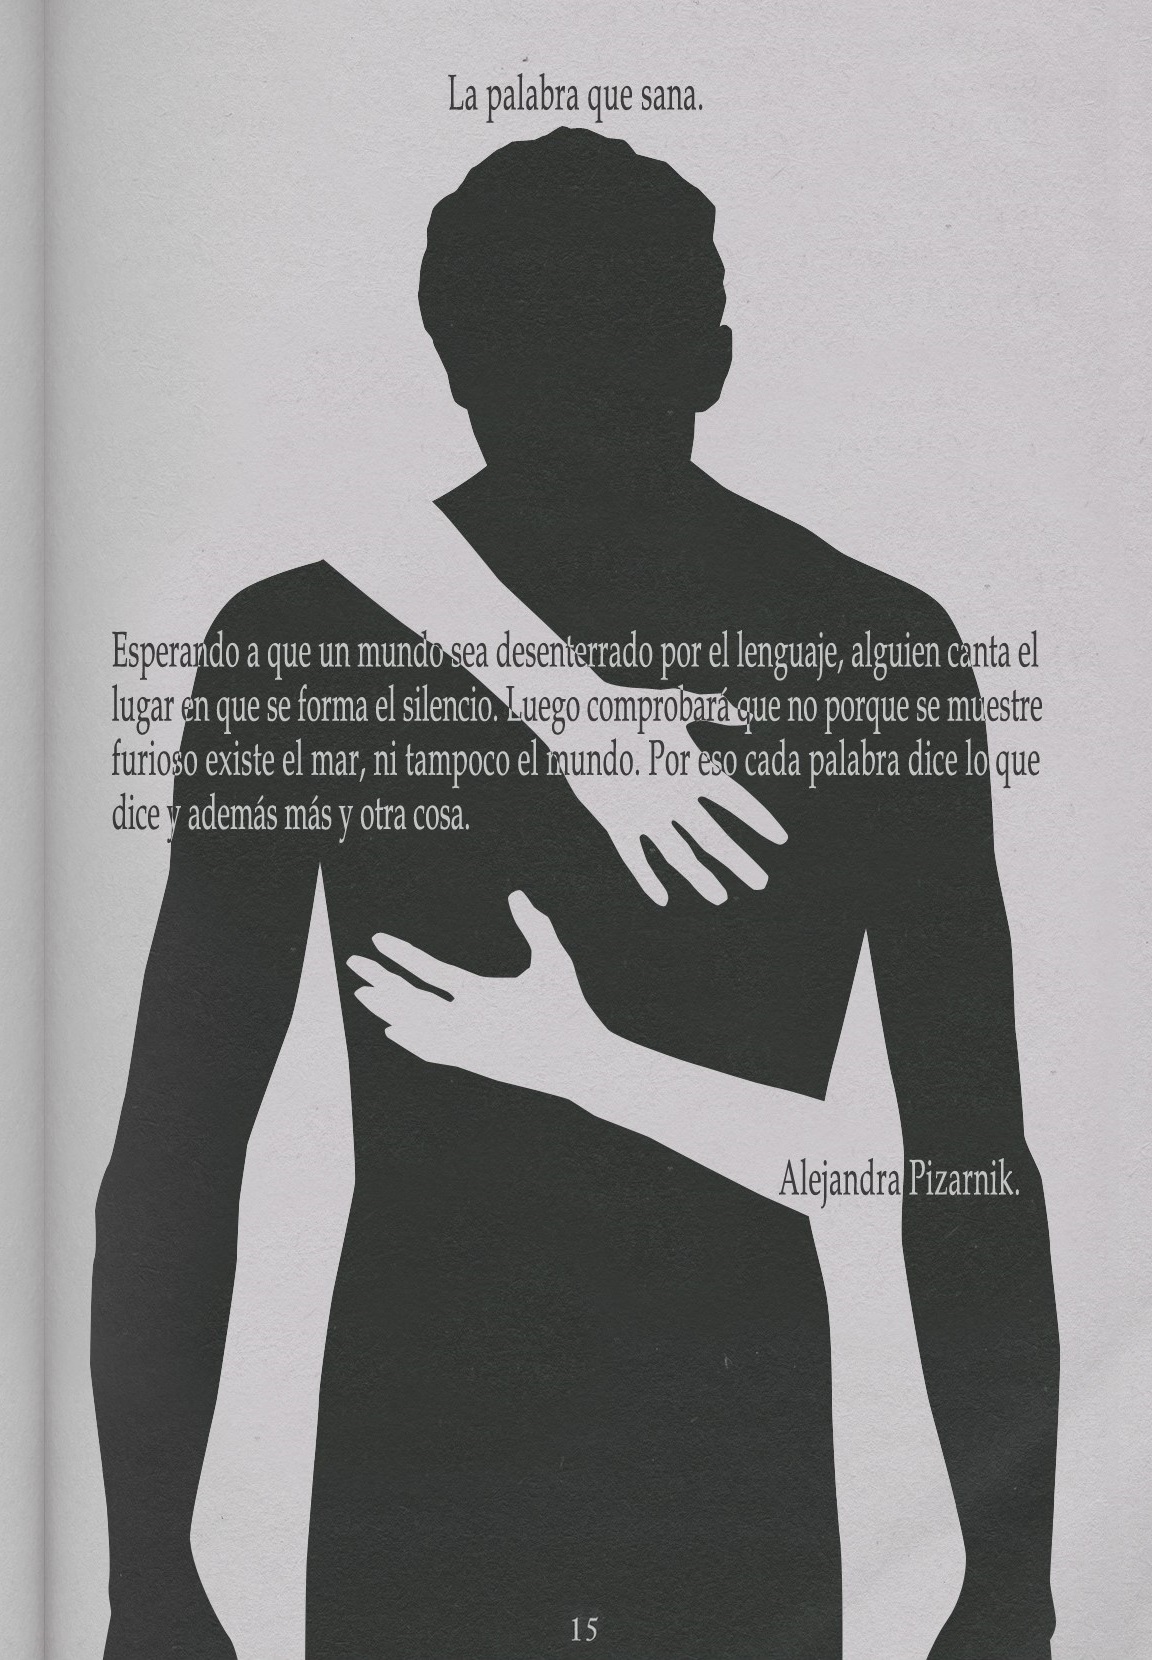 La palabra que sana.
Esperando a que un mundo sea desenterrado por el lenguaje, alguien canta el
lugar en que se forma el silencio. Luego comprobará que no porque se muestre
furioso existe el mar, ni tampoco el mundo. Por eso cada palabra dice lo que
dice y además más y otra cosa.
Alejandra Pizarnik.
15